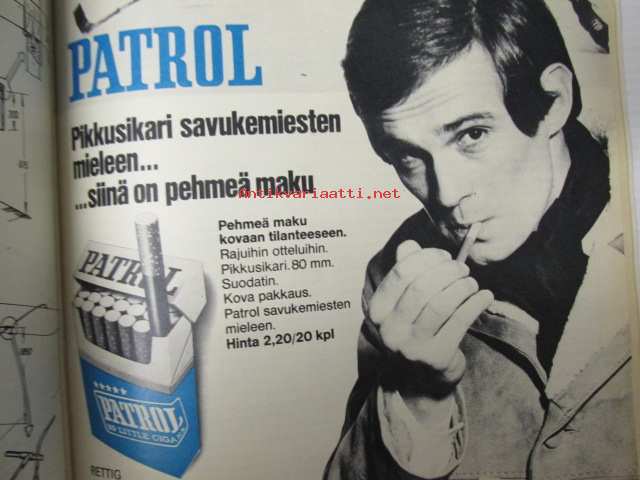 PATROL
Pikkusikari savukemiesten
mieleen...
...siinä on pehmeä maku
Antikvariaatti.net
Pehmeä maku
kovaan tilanteeseen.
Rajuihin otteluihin.
Pikkusikari. 80 mm.
Suodatin.
Kova pakkaus.
Patrol savukemiesten
mieleen.
Hinta 2,20/20 kpl
PATROL
PATROL
LITTLE CIGA
RETTIG